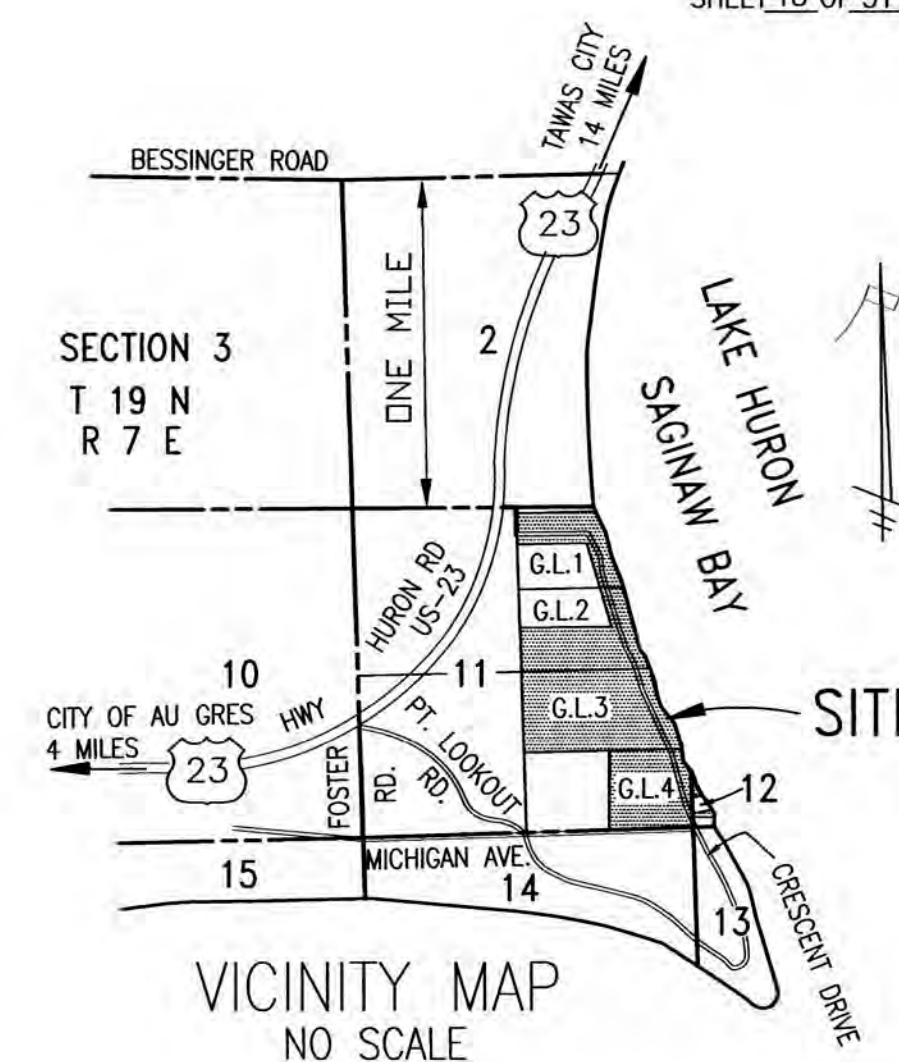 TAWAS CITY
14 MILES
BESSINGER ROAD
23
ONE MILE
2
SECTION 3
T 19 N
R 7 E
LAKE HURON
SAGINAW BAY
G.L.1
HURON RD
US-23
G.L.2
10
11
CITY OF AU GRES
4 MILES
HWY
23
PT. LOOKOUT
RD.
G.L.3
FOSTER
RD.
G.L.4
12
MICHIGAN AVE.
15
14
13
CRESCENT DRIVE
VICINITY MAP
NO SCALE